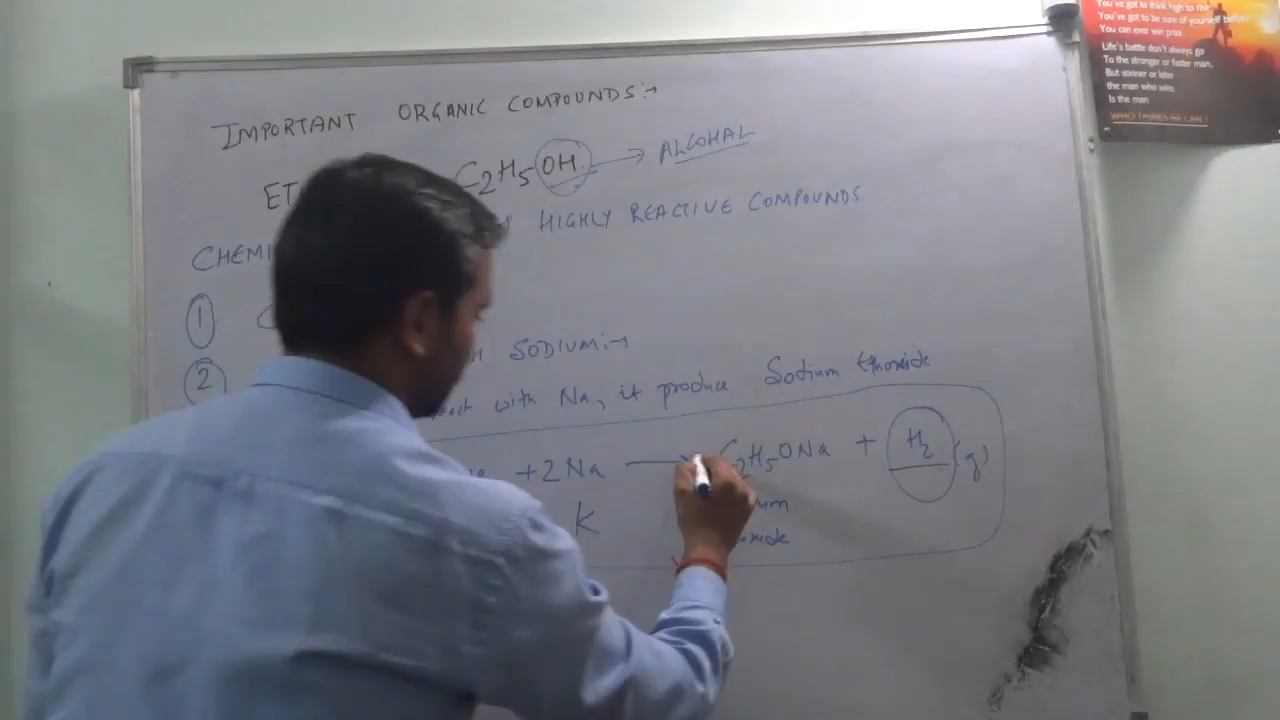 IMPORTANT ORGANIC COMPOUNDS:→
C2H5OH → ALCOHAL
HIGHLY REACTIVE COMPOUNDS
CHEMI
1
2
SODIUM:→
with Na, it produce Sodium Ethoxide
+2Na → C2H5ONa + H2 (g)
K
You've got to think high to rise
You've got to be sure of yourself before
You can ever win prize.
Life's battle don't always go
To the stronger or faster man,
But sooner or later
the man who wins
Is the man
WHO THINKS HE CAN!